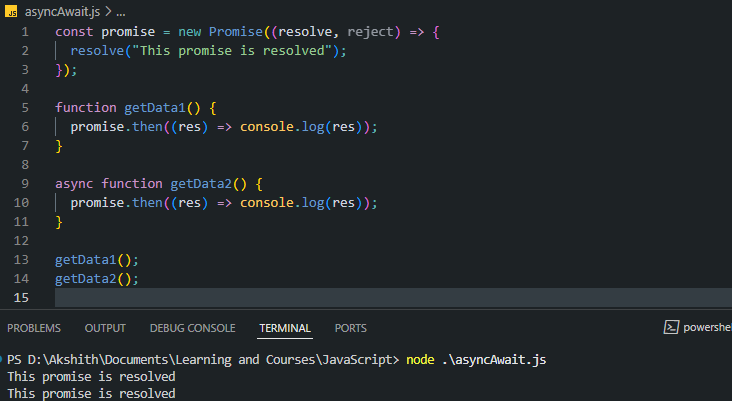 JS asyncAwait.js > ...
1 const promise = new Promise((resolve, reject) => {
2   resolve("This promise is resolved");
3 });
4
5 function getData1() {
6   promise.then((res) => console.log(res));
7 }
8
9 async function getData2() {
10   promise.then((res) => console.log(res));
11 }
12
13 getData1();
14 getData2();
15
PROBLEMS OUTPUT DEBUG CONSOLE TERMINAL PORTS powershe
PS D:\Akshith\Documents\Learning and Courses\JavaScript> node .\asyncAwait.js
This promise is resolved
This promise is resolved